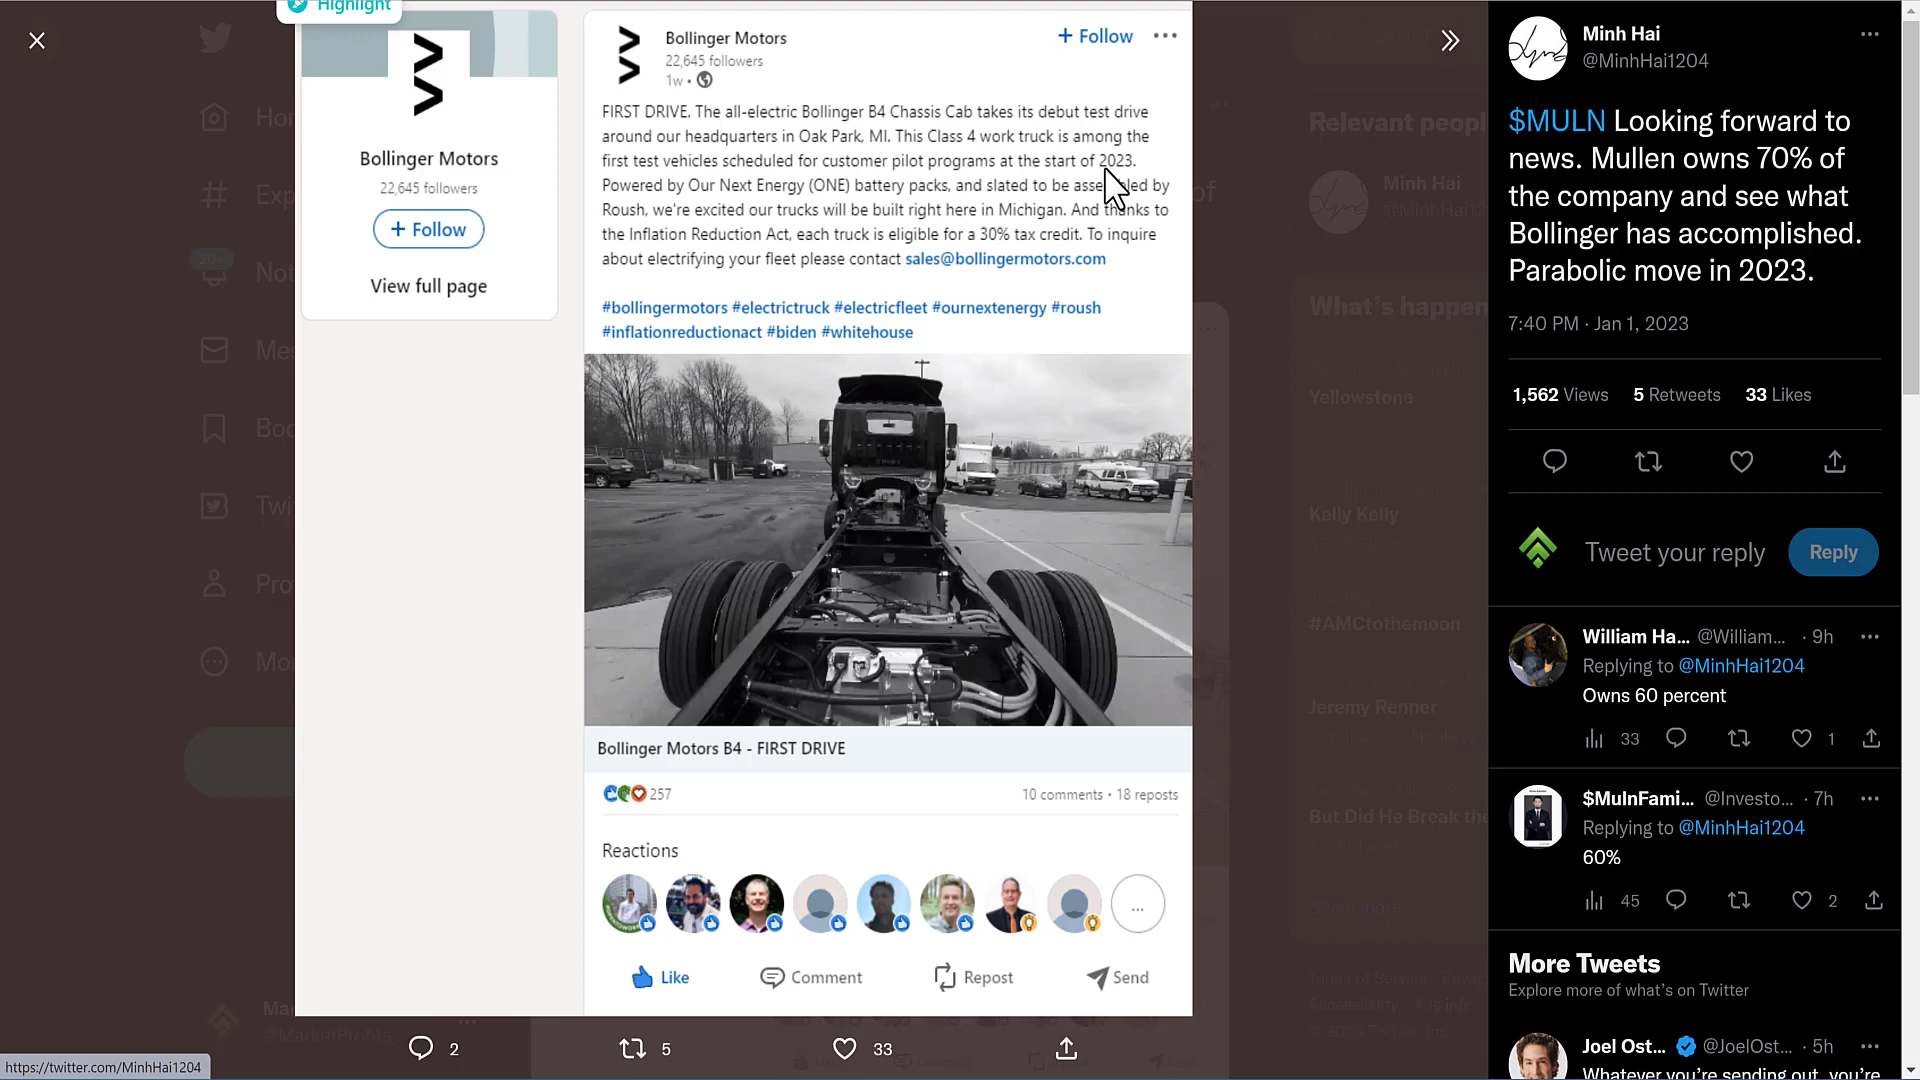 Highlight
Bollinger Motors
22,645 followers
+ Follow
View full page
Bollinger Motors
22,645 followers
1w •
+ Follow
FIRST DRIVE. The all-electric Bollinger B4 Chassis Cab takes its debut test drive
around our headquarters in Oak Park, MI. This Class 4 work truck is among the
first test vehicles scheduled for customer pilot programs at the start of 2023.
Powered by Our Next Energy (ONE) battery packs, and slated to be by
Roush, we're excited our trucks will be built right here in Michigan. And thanks to
the Inflation Reduction Act, each truck is eligible for a 30% tax credit. To inquire
about electrifying your fleet please contact sales@bollingermotors.com
#bollingermotors #electrictruck #electricfleet #ournextenergy #roush
#inflationreductionact #biden #whitehouse
Bollinger Motors B4 - FIRST DRIVE
257
10 comments • 18 reposts
Reactions
...
Like
Comment
Repost
Send
2
5
33
https://twitter.com/MinhHai1204
Relevant peopl
Minh Hai
@MinhHai12
What's happen
Yellowstone
Kelly Kelly
#AMCtothemoon
Jeremy Renner
But Did He Break the
Minh Hai
@MinhHai1204
$MULN Looking forward to
news. Mullen owns 70% of
the company and see what
Bollinger has accomplished.
Parabolic move in 2023.
7:40 PM · Jan 1, 2023
1,562 Views 5 Retweets 33 Likes
Tweet your reply
Reply
William Ha... @William... · 9h
Replying to @MinhHai1204
Owns 60 percent
33
1
$MulnFami... @Investo... · 7h
Replying to @MinhHai1204
60%
45
2
More Tweets
Explore more of what's on Twitter
Joel Ost... @JoelOst... · 5h
Whatever you're sending out, you're